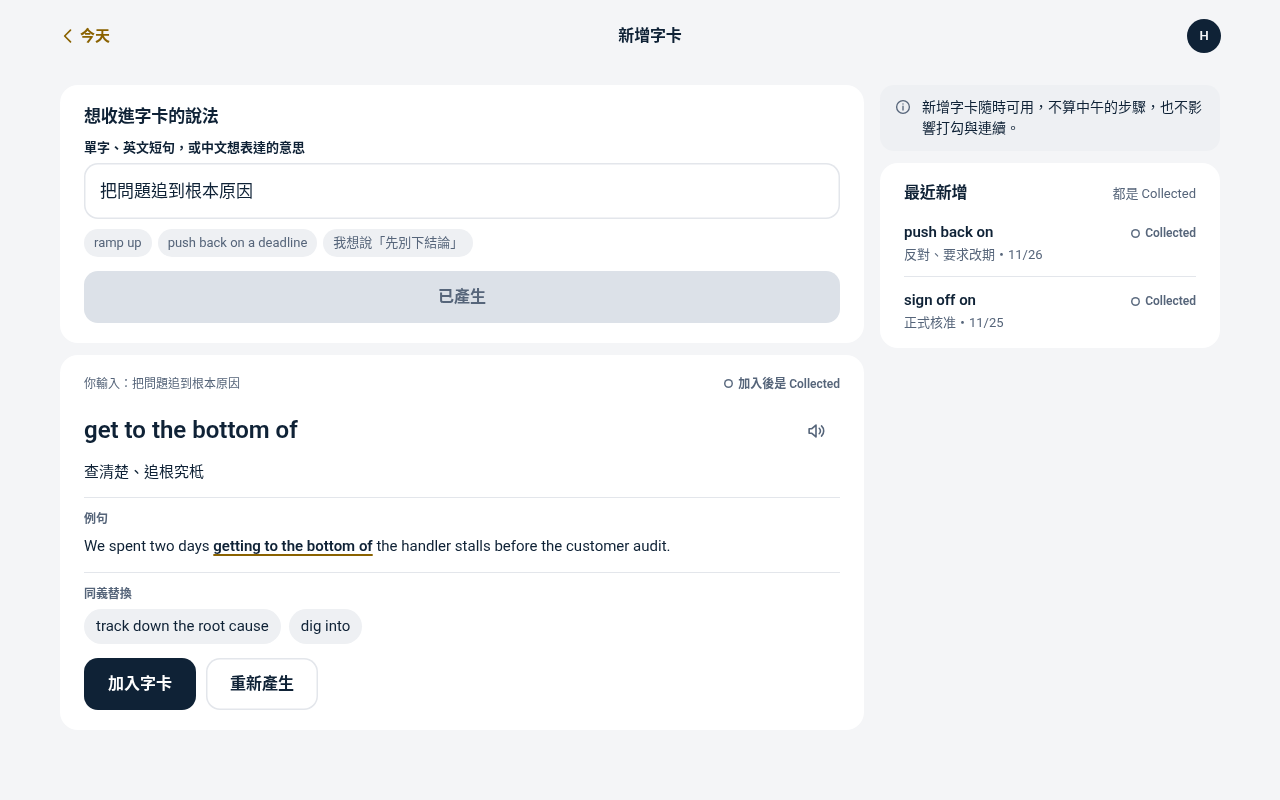 今天
新增字卡
H
想收進字卡的說法
單字、英文短句，或中文想表達的意思
把問題追到根本原因
ramp up
push back on a deadline
我想說「先別下結論」
已產生
你輸入：把問題追到根本原因
加入後是 Collected
get to the bottom of
查清楚、追根究柢
例句
We spent two days getting to the bottom of the handler stalls before the customer audit.
同義替換
track down the root cause
dig into
加入字卡
重新產生
新增字卡隨時可用，不算中午的步驟，也不影
響打勾與連續。
最近新增
都是 Collected
push back on
Collected
反對、要求改期・11/26
sign off on
Collected
正式核准・11/25